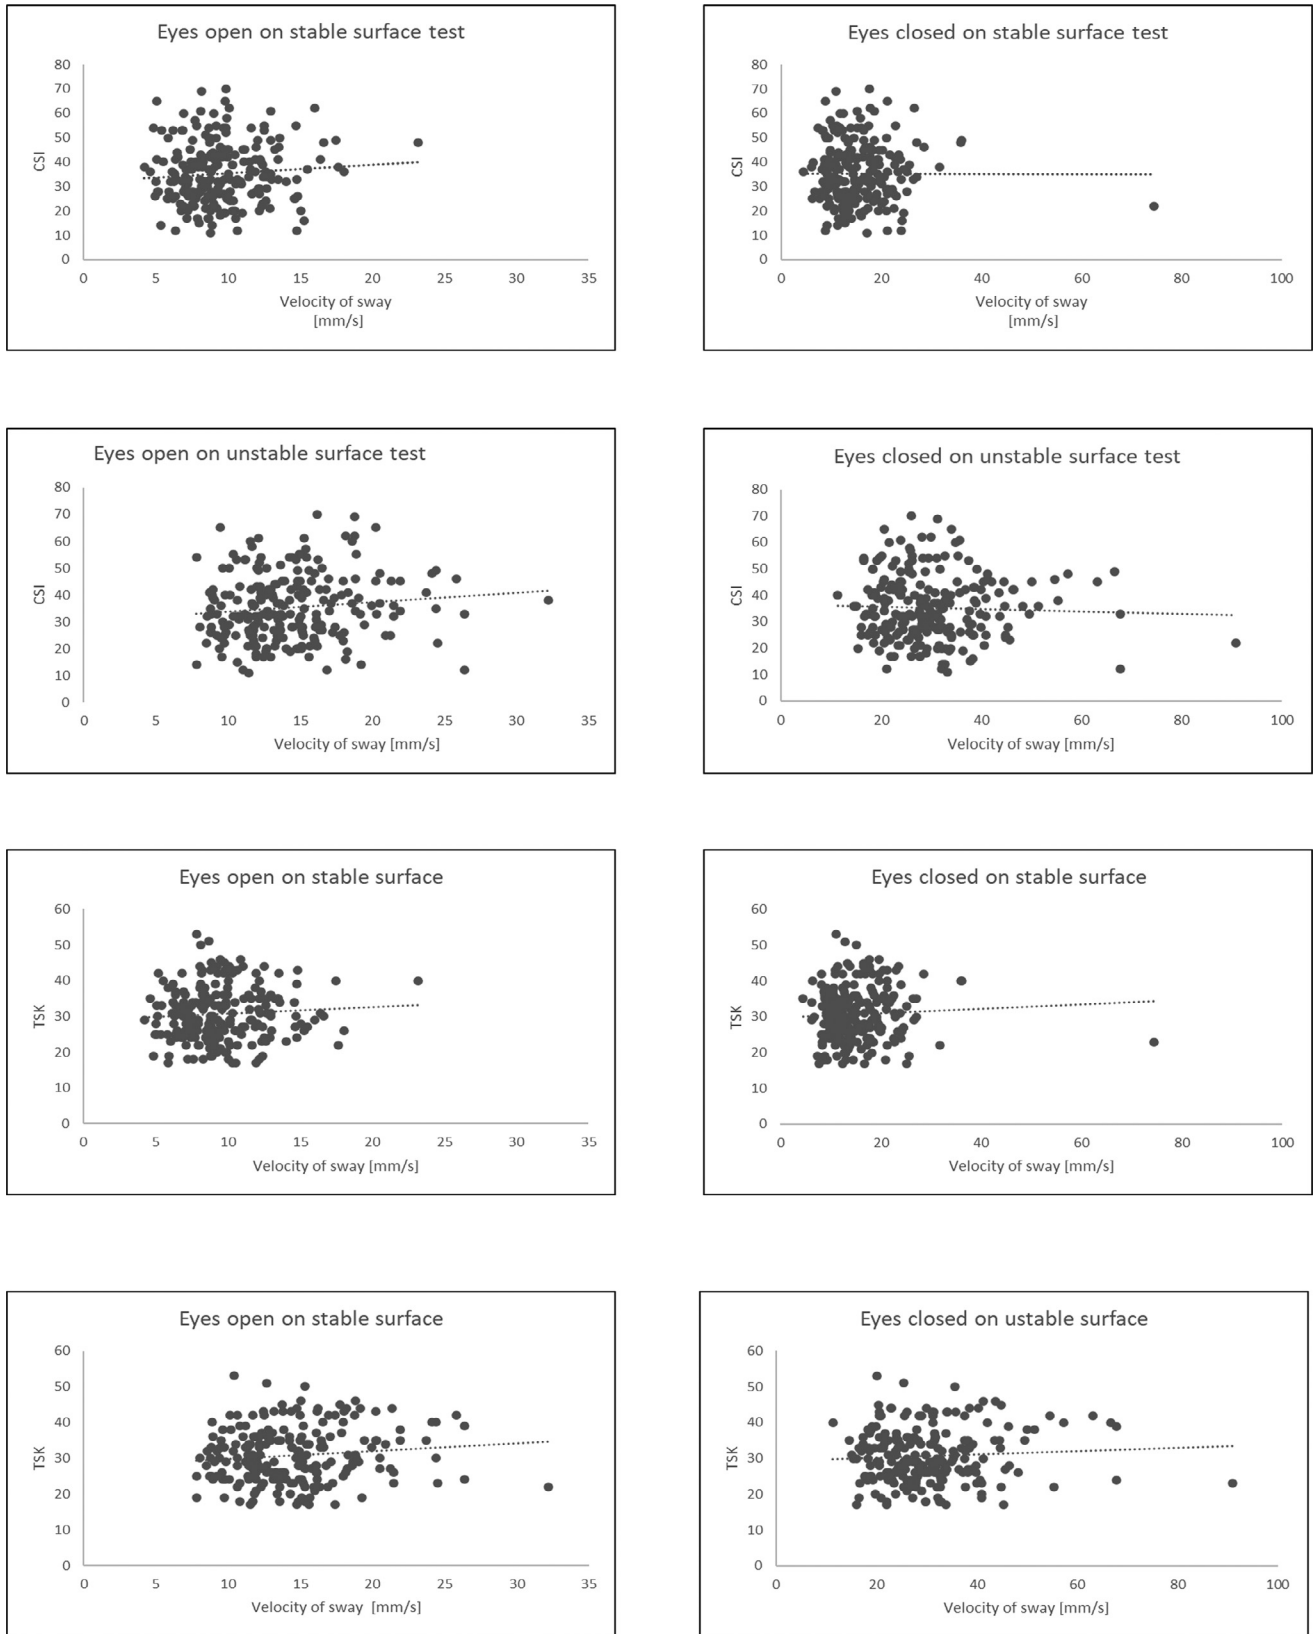 Eyes open on stable surface test
80
70
60
50
40
30
20
10
0
CSI
0 5 10 15 20 25 30 35
Velocity of sway
[mm/s]
Eyes closed on stable surface test
80
70
60
50
40
30
20
10
0
CSI
0 20 40 60 80 100
Velocity of sway
[mm/s]
Eyes open on unstable surface test
80
70
60
50
40
30
20
10
0
CSI
0 5 10 15 20 25 30 35
Velocity of sway [mm/s]
Eyes closed on unstable surface test
80
70
60
50
40
30
20
10
0
CSI
0 20 40 60 80 100
Velocity of sway [mm/s]
Eyes open on stable surface
60
50
40
30
20
10
0
TSK
0 5 10 15 20 25 30 35
Velocity of sway [mm/s]
Eyes closed on stable surface
60
50
40
30
20
10
0
TSK
0 20 40 60 80 100
Velocity of sway [mm/s]
Eyes open on stable surface
60
50
40
30
20
10
0
TSK
0 5 10 15 20 25 30 35
Velocity of sway [mm/s]
Eyes closed on ustable surface
60
50
40
30
20
10
0
TSK
0 20 40 60 80 100
Velocity of sway [mm/s]